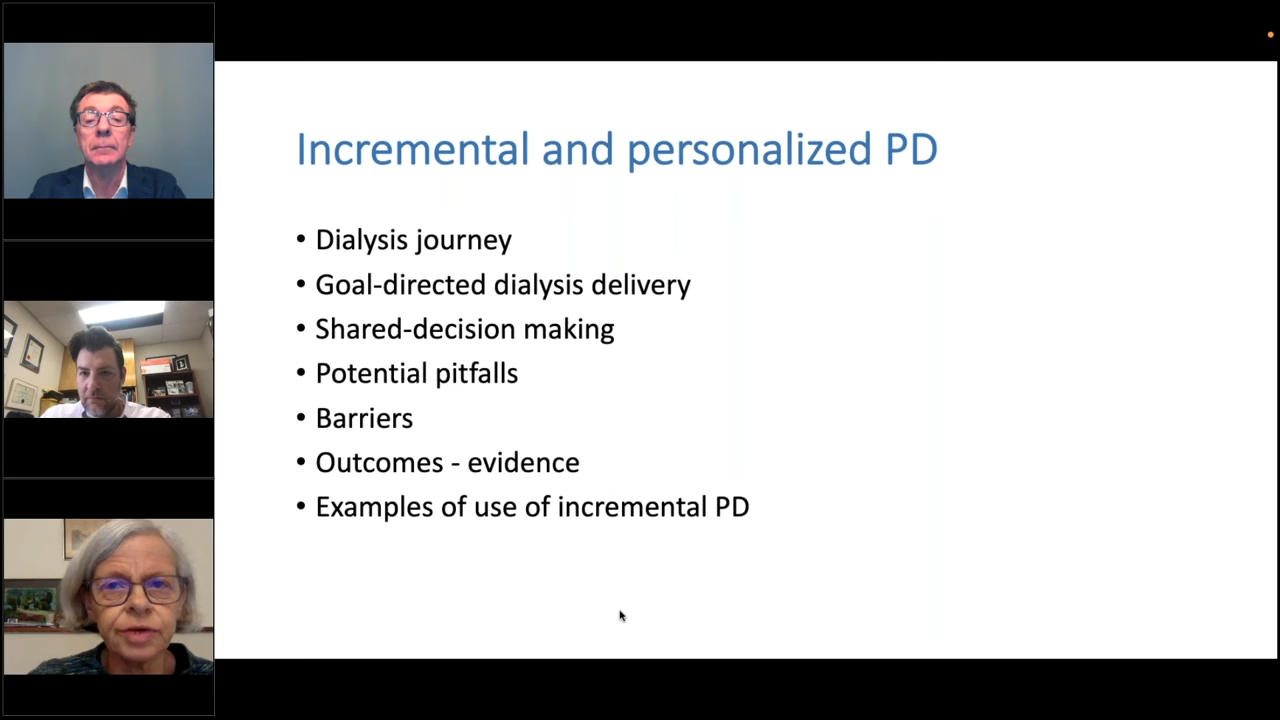 Incremental and personalized PD
• Dialysis journey
• Goal-directed dialysis delivery
• Shared-decision making
• Potential pitfalls
• Barriers
• Outcomes - evidence
• Examples of use of incremental PD